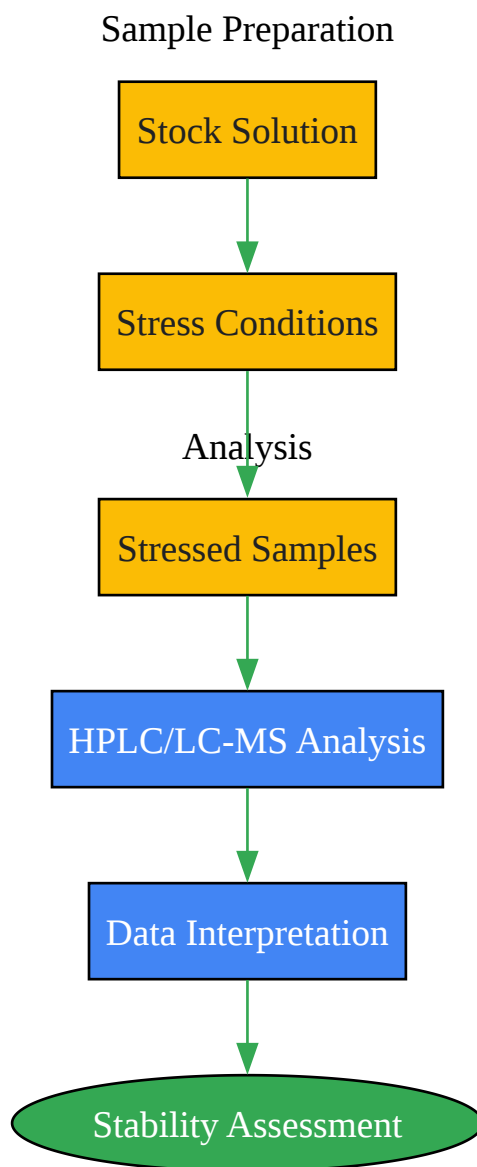 Sample Preparation
Stock Solution
Stress Conditions
Analysis
Stressed Samples
HPLC/LC-MS Analysis
Data Interpretation
Stability Assessment